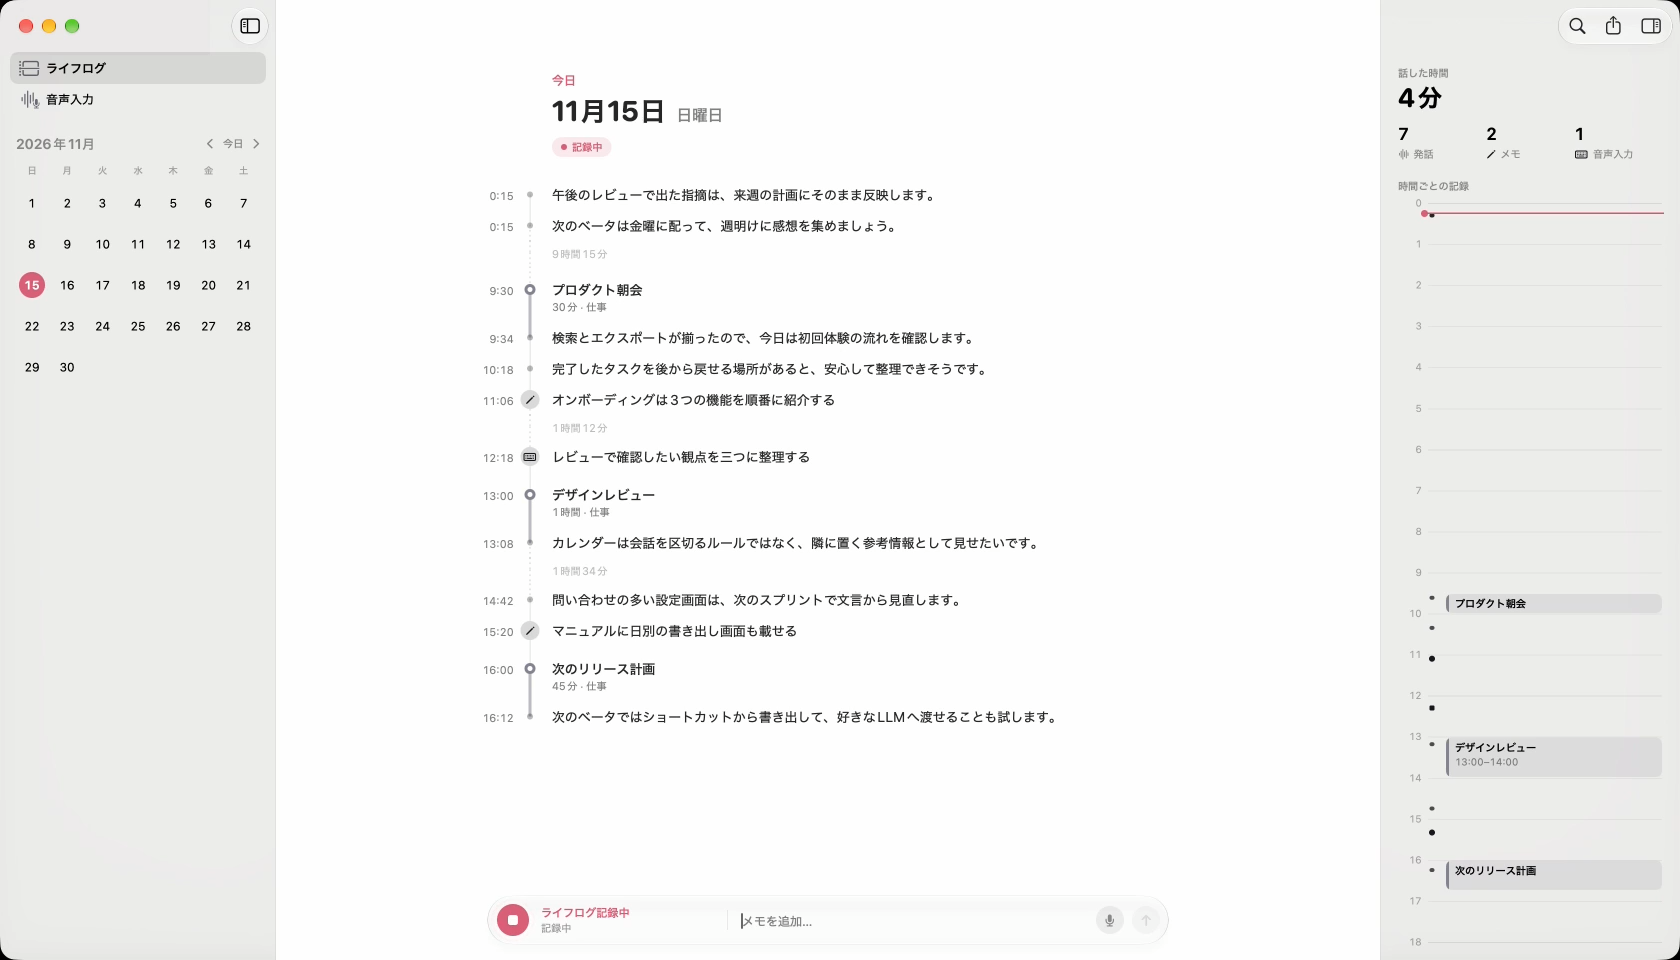 ライフログ
音声入力
2026年11月
今日
日 月 火 水 木 金 土
1 2 3 4 5 6 7
8 9 10 11 12 13 14
15 16 17 18 19 20 21
22 23 24 25 26 27 28
29 30
今日
11月15日 日曜日
記録中
0:15 午後のレビューで出た指摘は、来週の計画にそのまま反映します。
0:15 次のベータは金曜に配って、週明けに感想を集めましょう。
9時間15分
9:30 プロダクト朝会
30分 · 仕事
9:34 検索とエクスポートが揃ったので、今日は初回体験の流れを確認します。
10:18 完了したタスクを後から戻せる場所があると、安心して整理できそうです。
11:06 オンボーディングは3つの機能を順番に紹介する
1時間12分
12:18 レビューで確認したい観点を三つに整理する
13:00 デザインレビュー
1時間 · 仕事
13:08 カレンダーは会話を区切るルールではなく、隣に置く参考情報として見せたいです。
1時間34分
14:42 問い合わせの多い設定画面は、次のスプリントで文言から見直します。
15:20 マニュアルに日別の書き出し画面も載せる
16:00 次のリリース計画
45分 · 仕事
16:12 次のベータではショートカットから書き出して、好きなLLMへ渡せることも試します。
ライフログ記録中
記録中
メモを追加...
話した時間
4分
7 2 1
発話 メモ 音声入力
時間ごとの記録
0
1
2
3
4
5
6
7
8
9
プロダクト朝会
10
11
12
13
デザインレビュー
13:00–14:00
14
15
16
次のリリース計画
17
18